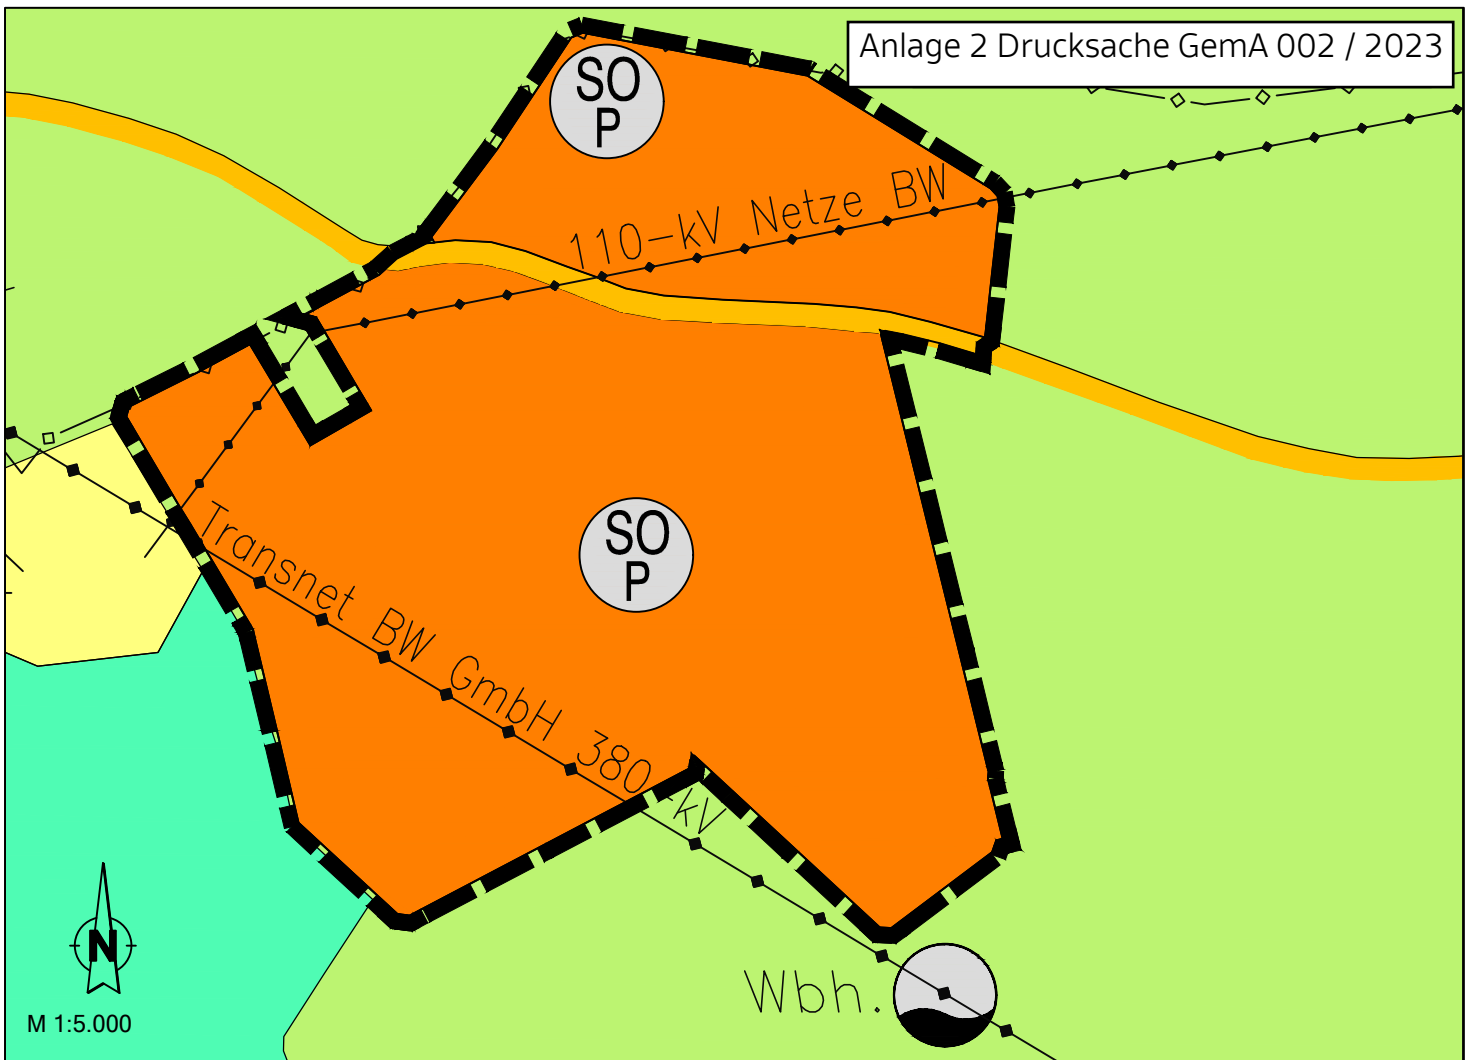 Anlage 2 Drucksache GemA 002 / 2023
SO
P
110-kV Netze BW
SO
P
Transnet BW GmbH 380-kV
Wbh.
N
M 1:5.000